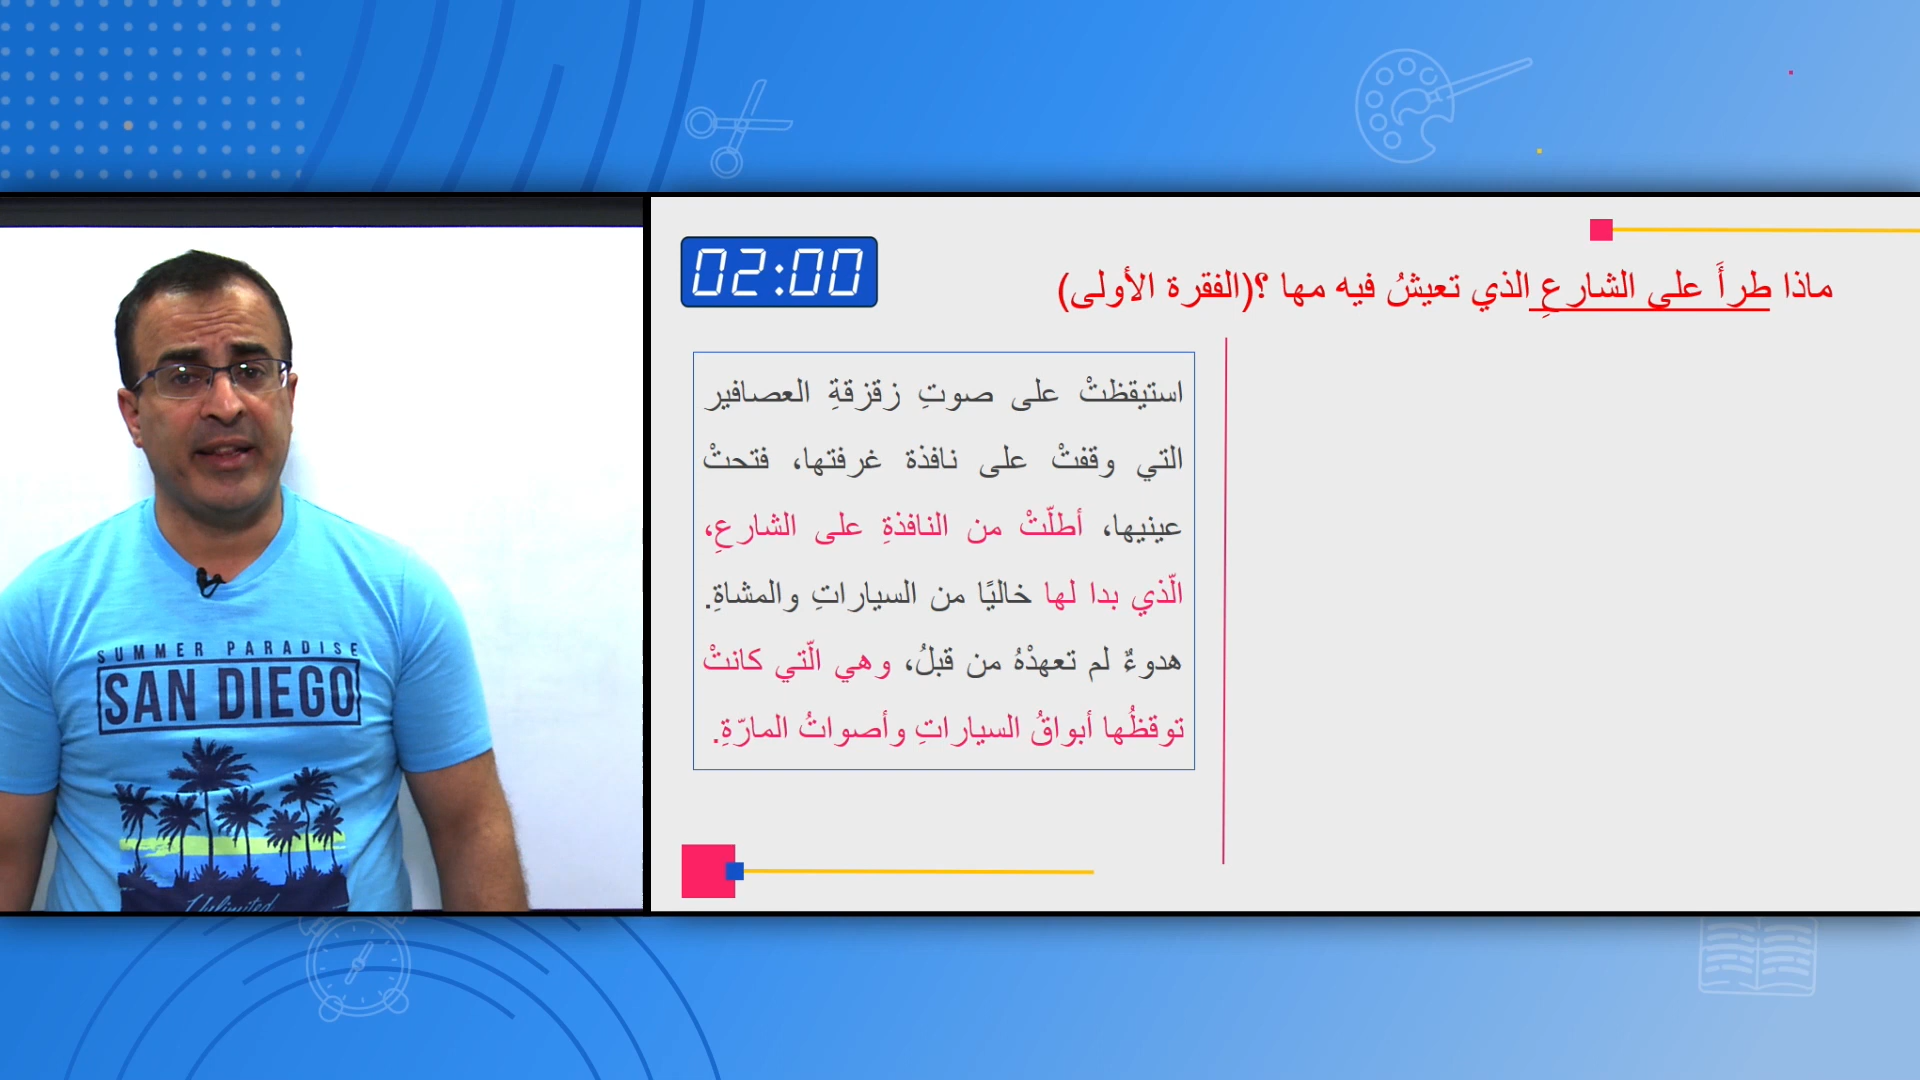 02:00
ماذا طرأَ على الشارعِ الذي تعيشُ فيه مها ؟(الفقرة الأولى)
استيقظتْ على صوتِ زقزقةِ العصافير
التي وقفتْ على نافذة غرفتها، فتحتْ
عينيها، أطلّتْ من النافذةِ على الشارعِ،
الّذي بدا لها خاليًا من السياراتِ والمشاةِ.
هدوءٌ لم تعهدْهُ من قبلُ، وهي الّتي كانتْ
توقظُها أبواقُ السياراتِ وأصواتُ المارّةِ.
SUMMER PARADISE
SAN DIEGO
Unlimited